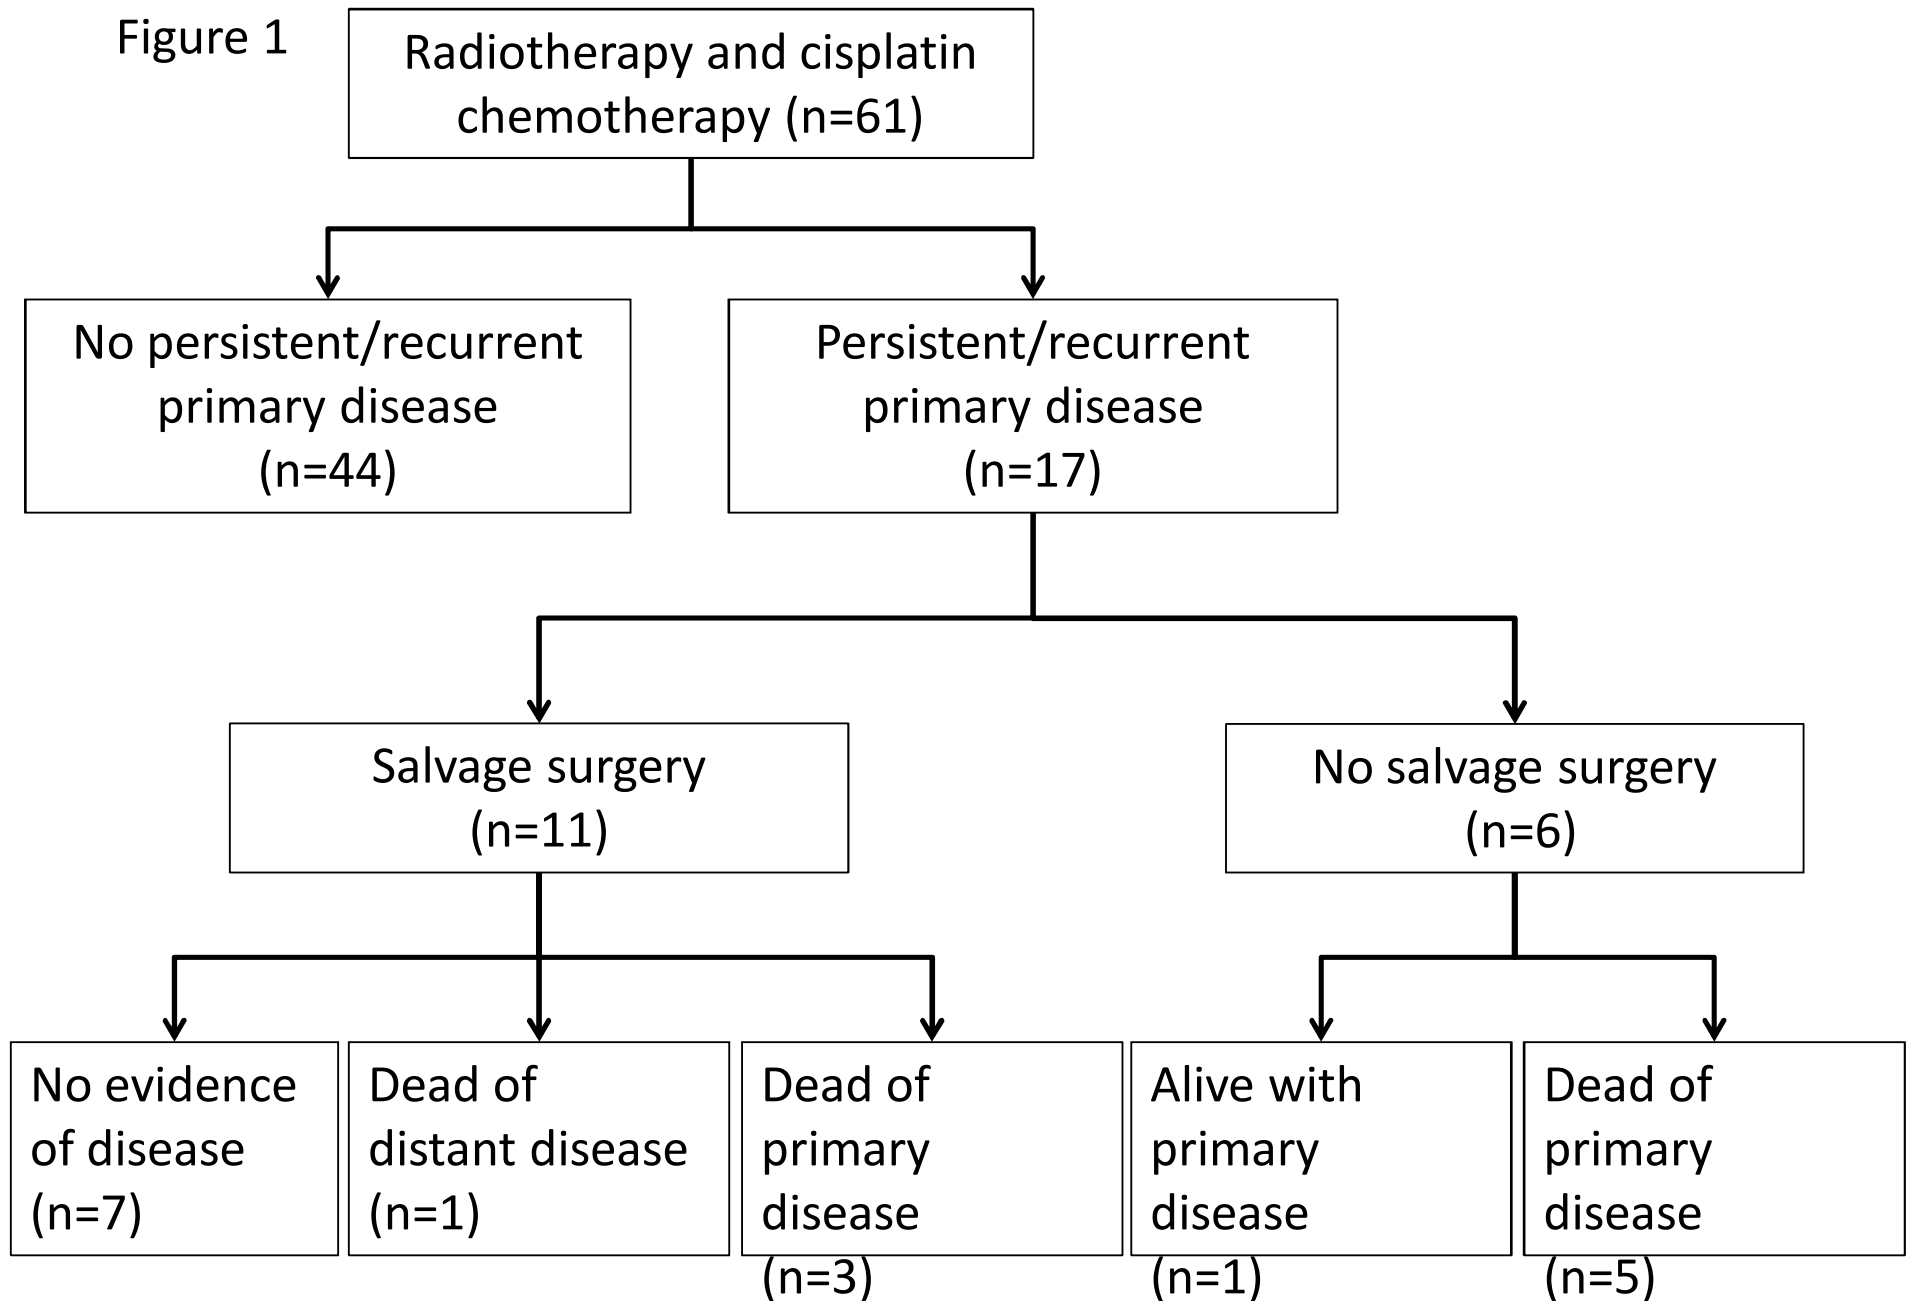 Figure 1
Radiotherapy and cisplatin
chemotherapy (n=61)
No persistent/recurrent
primary disease
(n=44)
Persistent/recurrent
primary disease
(n=17)
Salvage surgery
(n=11)
No salvage surgery
(n=6)
No evidence
of disease
(n=7)
Dead of
distant disease
(n=1)
Dead of
primary
disease
(n=3)
Alive with
primary
disease
(n=1)
Dead of
primary
disease
(n=5)